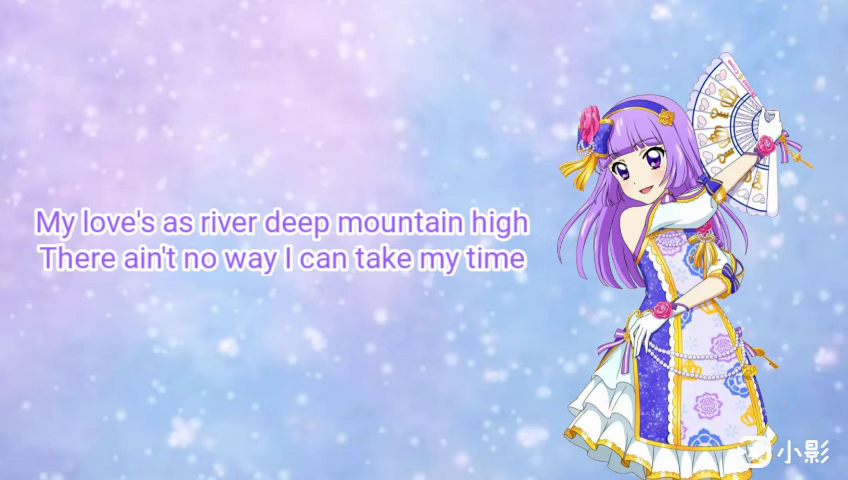 My love's as river deep mountain high
There ain't no way I can take my time
小影